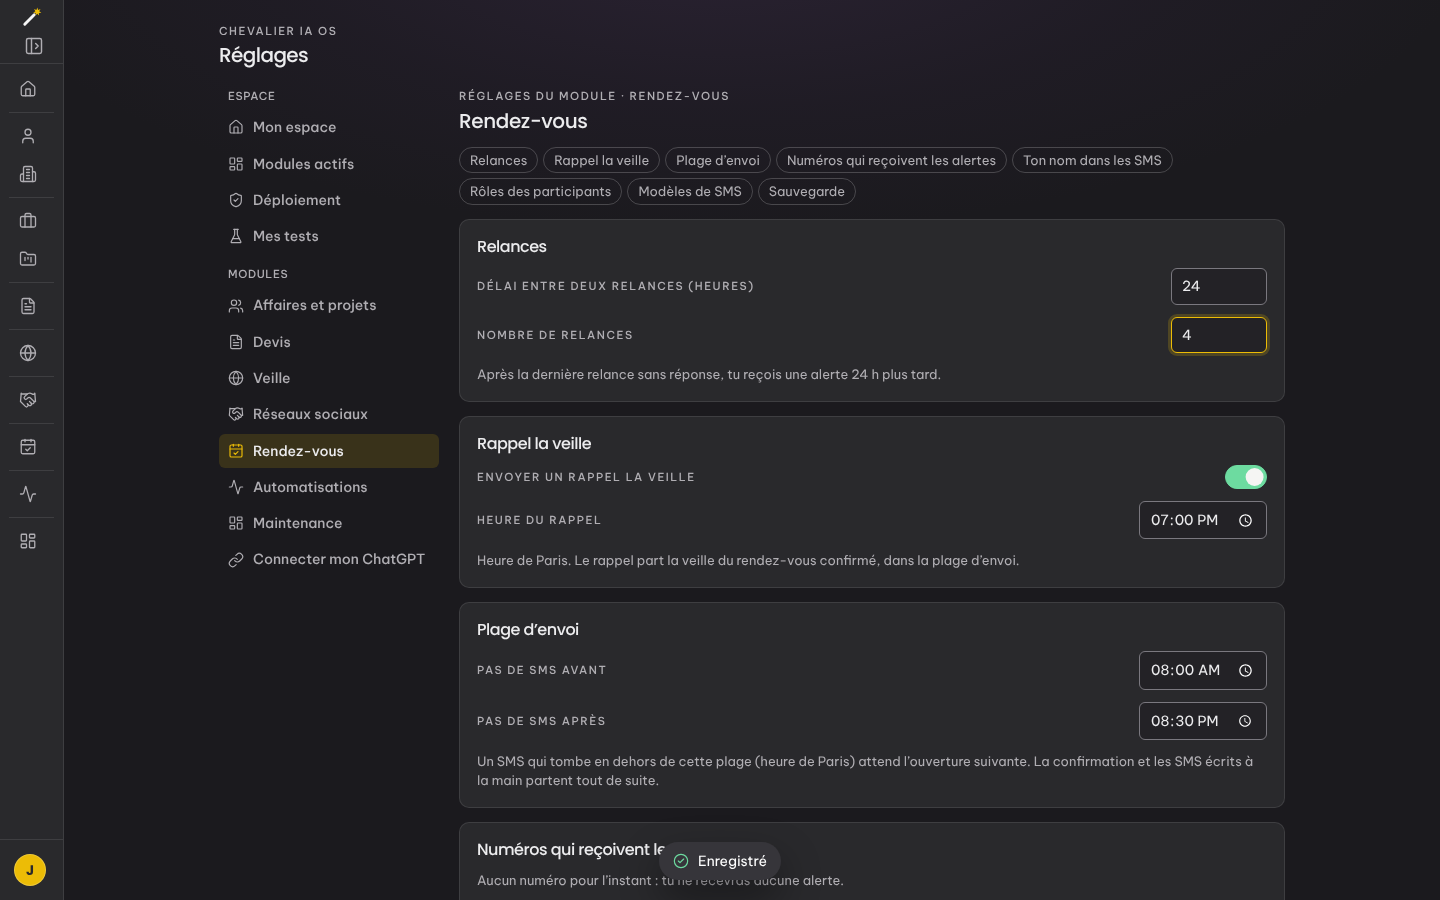 CHEVALIER IA OS
Réglages
ESPACE
Mon espace
Modules actifs
Déploiement
Mes tests
MODULES
Affaires et projets
Devis
Veille
Réseaux sociaux
Rendez-vous
Automatisations
Maintenance
Connecter mon ChatGPT
J
RÉGLAGES DU MODULE · RENDEZ-VOUS
Rendez-vous
Relances
Rappel la veille
Plage d’envoi
Numéros qui reçoivent les alertes
Ton nom dans les SMS
Rôles des participants
Modèles de SMS
Sauvegarde
Relances
DÉLAI ENTRE DEUX RELANCES (HEURES)
24
NOMBRE DE RELANCES
4
Après la dernière relance sans réponse, tu reçois une alerte 24 h plus tard.
Rappel la veille
ENVOYER UN RAPPEL LA VEILLE
HEURE DU RAPPEL
07:00 PM
Heure de Paris. Le rappel part la veille du rendez-vous confirmé, dans la plage d’envoi.
Plage d’envoi
PAS DE SMS AVANT
08:00 AM
PAS DE SMS APRÈS
08:30 PM
Un SMS qui tombe en dehors de cette plage (heure de Paris) attend l’ouverture suivante. La confirmation et les SMS écrits à
la main partent tout de suite.
Numéros qui reçoivent le
Enregistré
Aucun numéro pour l’instant : tu ne recevras aucune alerte.